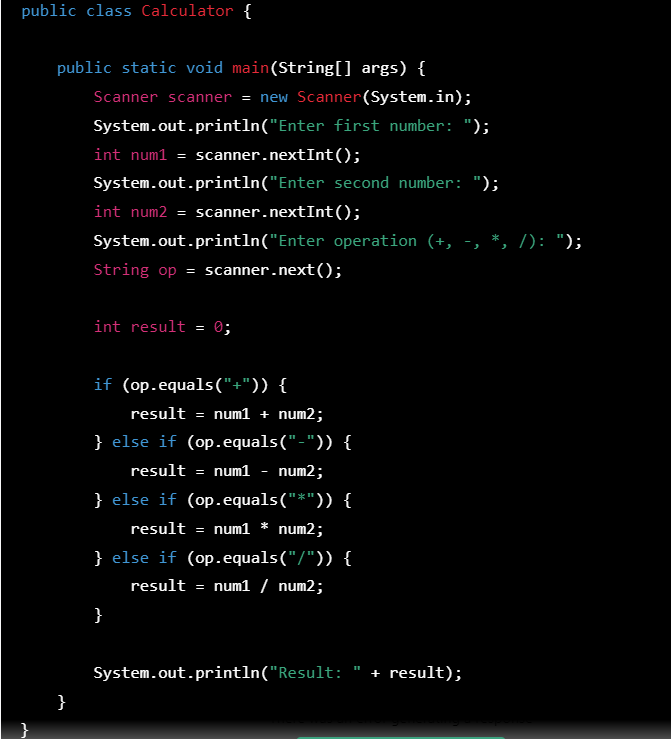 public class Calculator {
    public static void main(String[] args) {
        Scanner scanner = new Scanner(System.in);
        System.out.println("Enter first number: ");
        int num1 = scanner.nextInt();
        System.out.println("Enter second number: ");
        int num2 = scanner.nextInt();
        System.out.println("Enter operation (+, -, *, /): ");
        String op = scanner.next();
        int result = 0;
        if (op.equals("+")) {
            result = num1 + num2;
        } else if (op.equals("-")) {
            result = num1 - num2;
        } else if (op.equals("*")) {
            result = num1 * num2;
        } else if (op.equals("/")) {
            result = num1 / num2;
        }
        System.out.println("Result: " + result);
    }
}